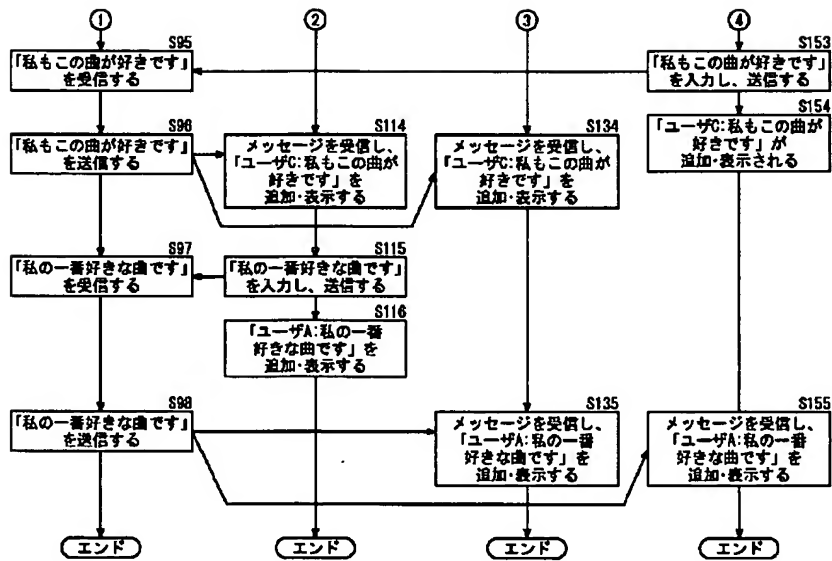 ①
②
③
④
S95
「私もこの曲が好きです」
を受信する
S153
「私もこの曲が好きです」
を入力し、送信する
S154
「ユーザC:私もこの曲が
好きです」が
追加・表示される
S96
「私もこの曲が好きです」
を送信する
S114
メッセージを受信し、
「ユーザC:私もこの曲が
好きです」を
追加・表示する
S134
メッセージを受信し、
「ユーザC:私もこの曲が
好きです」を
追加・表示する
S97
「私の一番好きな曲です」
を受信する
S115
「私の一番好きな曲です」
を入力し、送信する
S116
「ユーザA:私の一番
好きな曲です」を
追加・表示する
S98
「私の一番好きな曲です」
を送信する
S135
メッセージを受信し、
「ユーザA:私の一番
好きな曲です」を
追加・表示する
S155
メッセージを受信し、
「ユーザA:私の一番
好きな曲です」を
追加・表示する
エンド
エンド
エンド
エンド